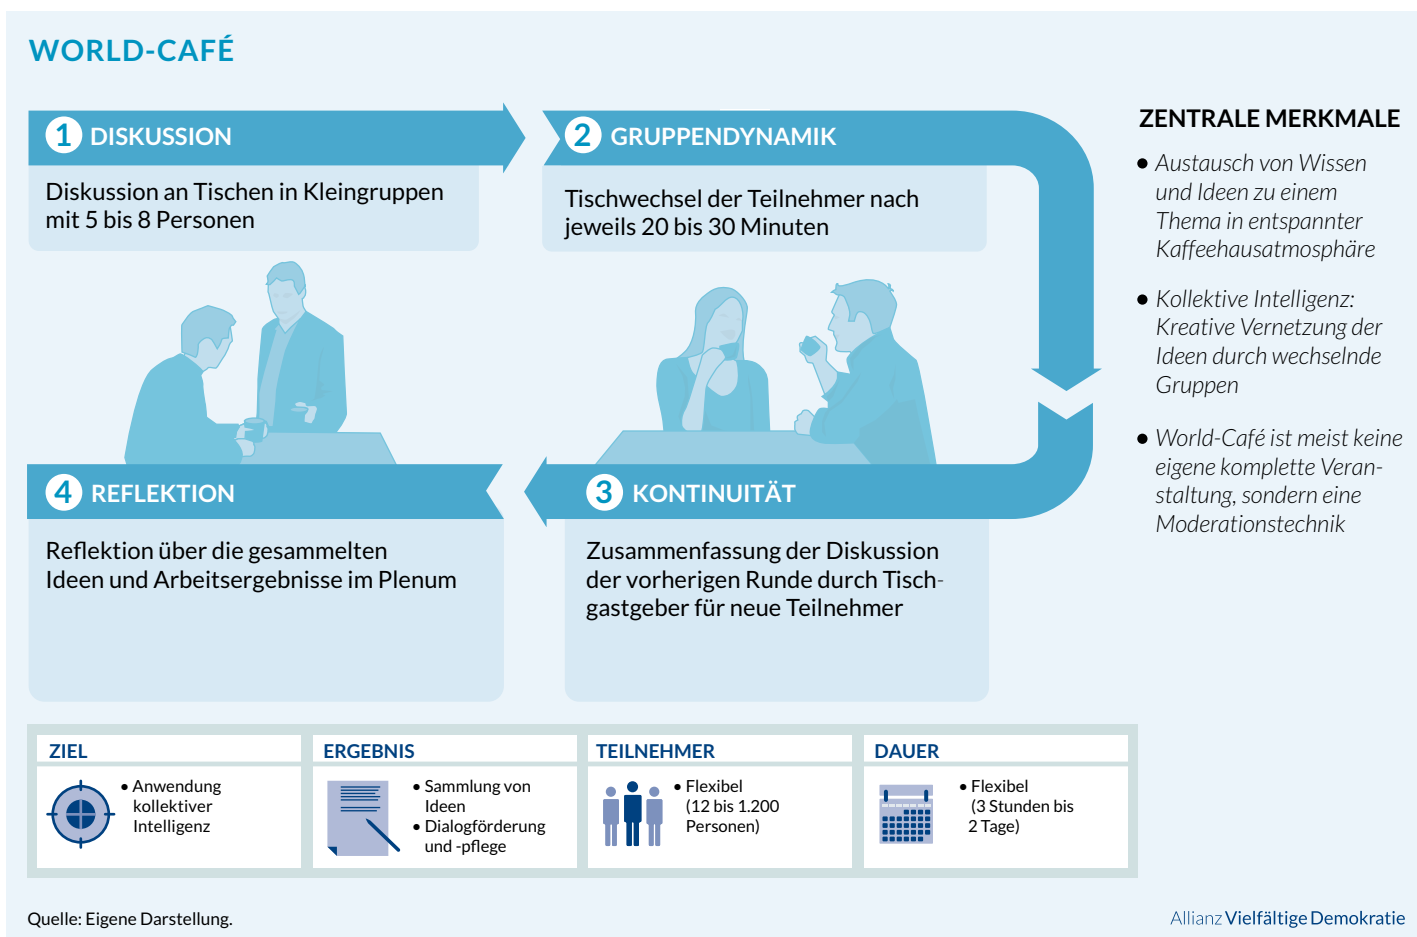 WORLD-CAFÉ
1 DISKUSSION
Diskussion an Tischen in Kleingruppen
mit 5 bis 8 Personen
2 GRUPPENDYNAMIK
Tischwechsel der Teilnehmer nach
jeweils 20 bis 30 Minuten
3 KONTINUITÄT
Zusammenfassung der Diskussion
der vorherigen Runde durch Tisch-
gastgeber für neue Teilnehmer
4 REFLEKTION
Reflektion über die gesammelten
Ideen und Arbeitsergebnisse im Plenum
ZENTRALE MERKMALE
• Austausch von Wissen
und Ideen zu einem
Thema in entspannter
Kaffeehausatmosphäre
• Kollektive Intelligenz:
Kreative Vernetzung der
Ideen durch wechselnde
Gruppen
• World-Café ist meist keine
eigene komplette Veran-
staltung, sondern eine
Moderationstechnik
ZIEL
• Anwendung
kollektiver
Intelligenz
ERGEBNIS
• Sammlung von
Ideen
• Dialogförderung
und -pflege
TEILNEHMER
• Flexibel
(12 bis 1.200
Personen)
DAUER
• Flexibel
(3 Stunden bis
2 Tage)
Quelle: Eigene Darstellung.
Allianz Vielfältige Demokratie